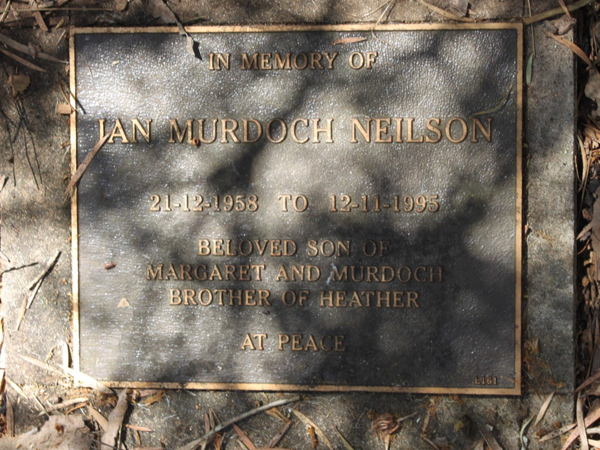 IN MEMORY OF
IAN MURDOCH NEILSON
21-12-1958 TO 12-11-1995
BELOVED SON OF
MARGARET AND MURDOCH
BROTHER OF HEATHER
AT PEACE